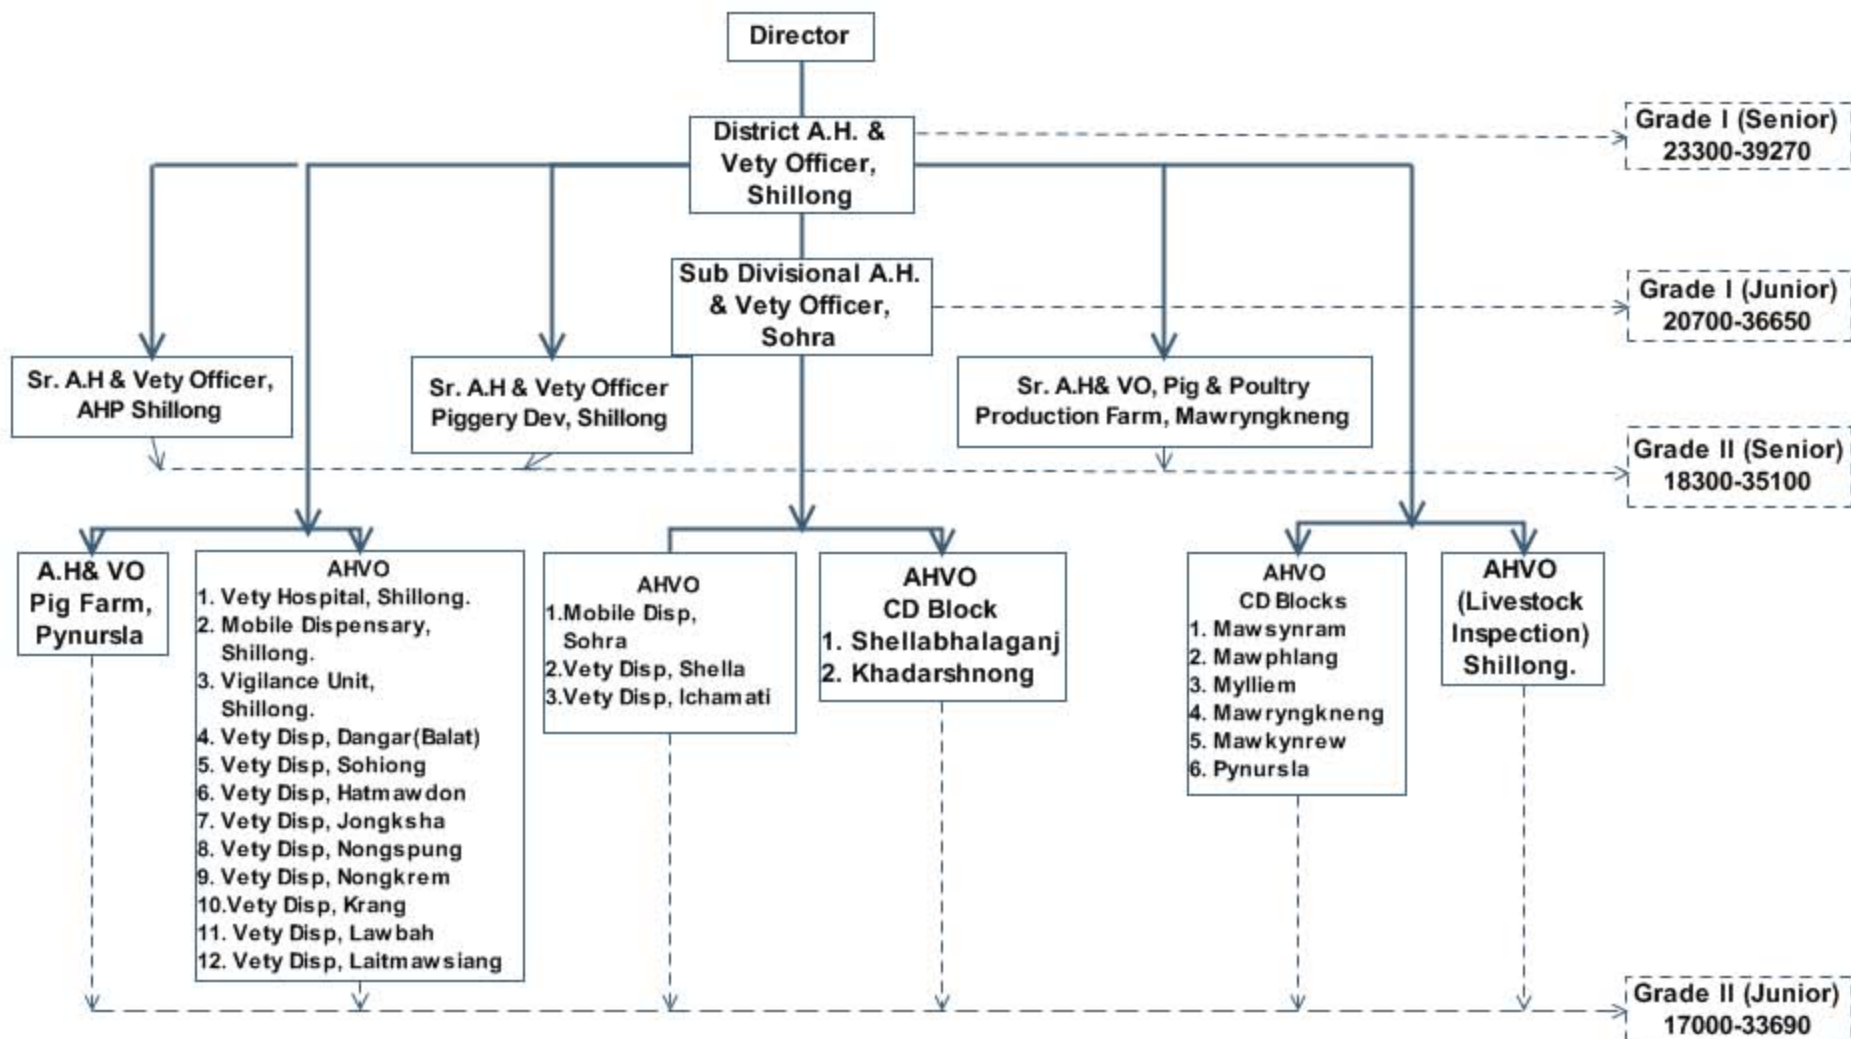 Director
District A.H. &
Vety Officer,
Shillong
Grade I (Senior)
23300-39270
Sub Divisional A.H.
& Vety Officer,
Sohra
Grade I (Junior)
20700-36650
Sr. A.H & Vety Officer,
AHP Shillong
Sr. A.H & Vety Officer
Piggery Dev, Shillong
Sr. A.H& VO, Pig & Poultry
Production Farm, Mawryngkneng
Grade II (Senior)
18300-35100
A.H& VO
Pig Farm,
Pynursla
AHVO
1. Vety Hospital, Shillong.
2. Mobile Dispensary,
Shillong.
3. Vigilance Unit,
Shillong.
4. Vety Disp, Dangar(Balat)
5. Vety Disp, Sohiong
6. Vety Disp, Hatmawdon
7. Vety Disp, Jongksha
8. Vety Disp, Nongspung
9. Vety Disp, Nongkrem
10.Vety Disp, Krang
11. Vety Disp, Lawbah
12. Vety Disp, Laitmawsiang
AHVO
1.Mobile Disp,
Sohra
2.Vety Disp, Shella
3.Vety Disp, Ichamati
AHVO
CD Block
1. Shellabhalaganj
2. Khadarshnong
AHVO
CD Blocks
1. Mawsynram
2. Mawphlang
3. Mylliem
4. Mawryngkneng
5. Mawkynrew
6. Pynursla
AHVO
(Livestock
Inspection)
Shillong.
Grade II (Junior)
17000-33690